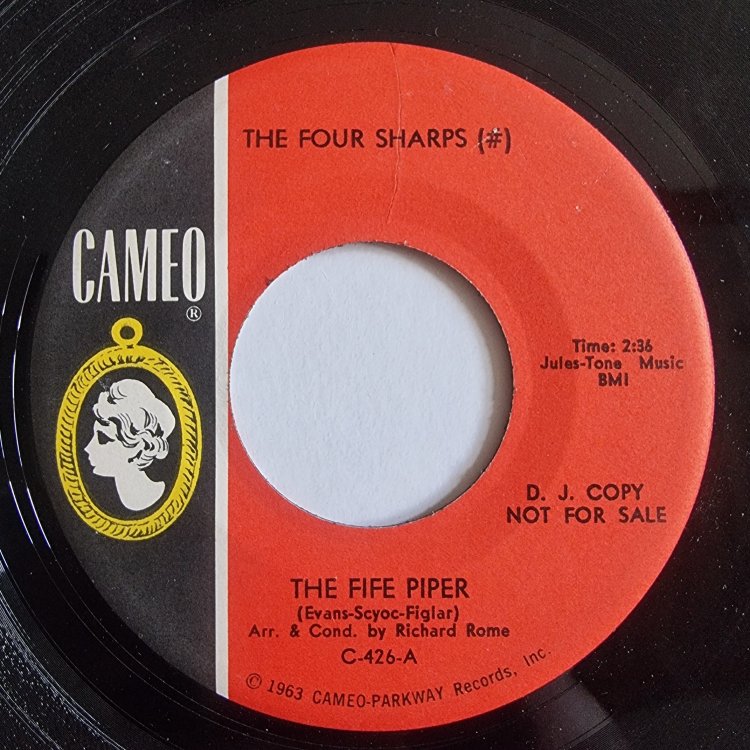 THE FOUR SHARPS (#)
CAMEO
®
Time: 2:36
Jules-Tone Music
BMI
D. J. COPY
NOT FOR SALE
THE FIFE PIPER
(Evans-Scyoc-Figlar)
Arr. & Cond. by Richard Rome
C-426-A
© 1963 CAMEO-PARKWAY Records, Inc.